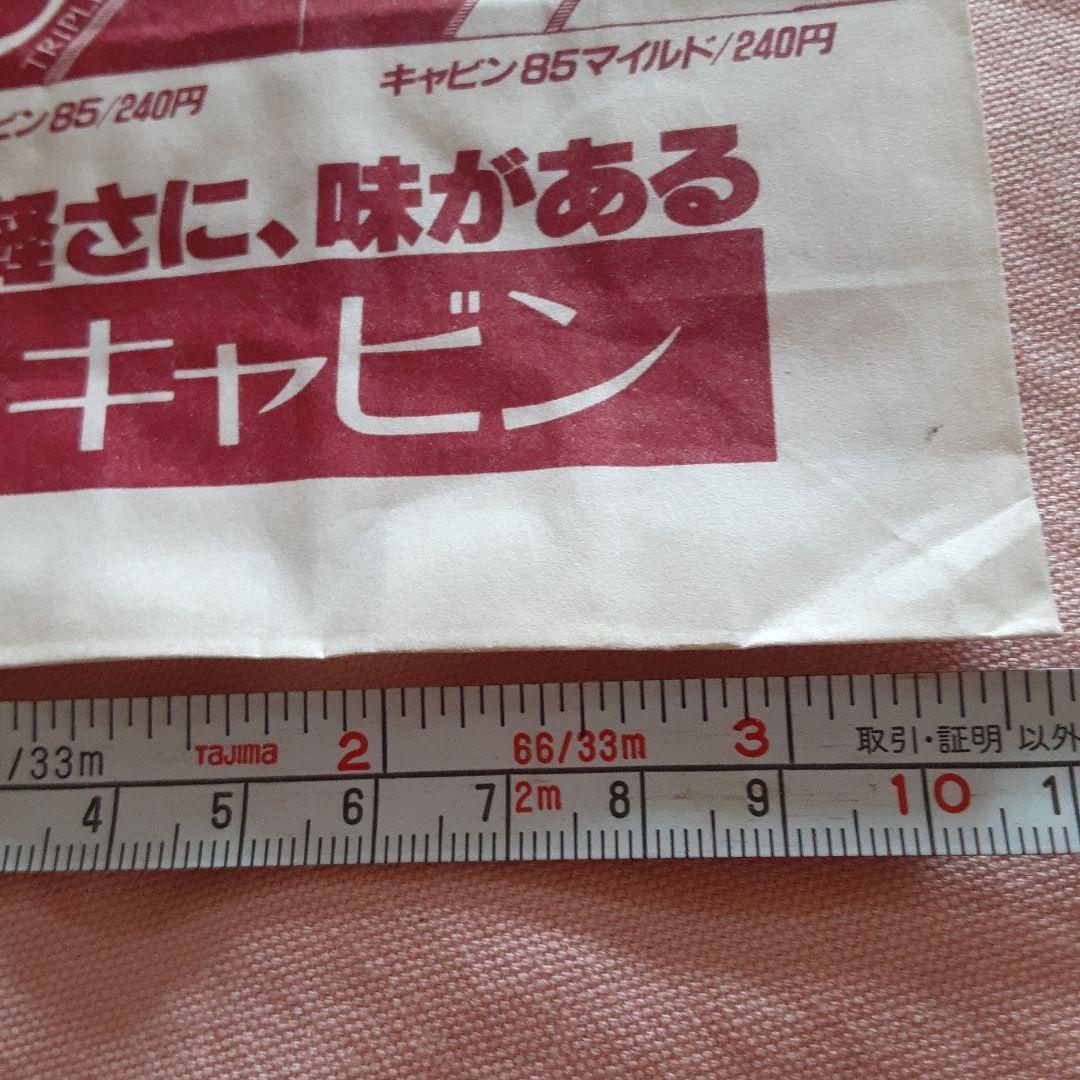 TRIPLE
キャビン85マイルド/240円
ビン85/240円
軽さに、味がある
キャビン
/33m Tajima 2 66/33m 3 取引・証明 以外
4 5 6 7 2m 8 9 10 1